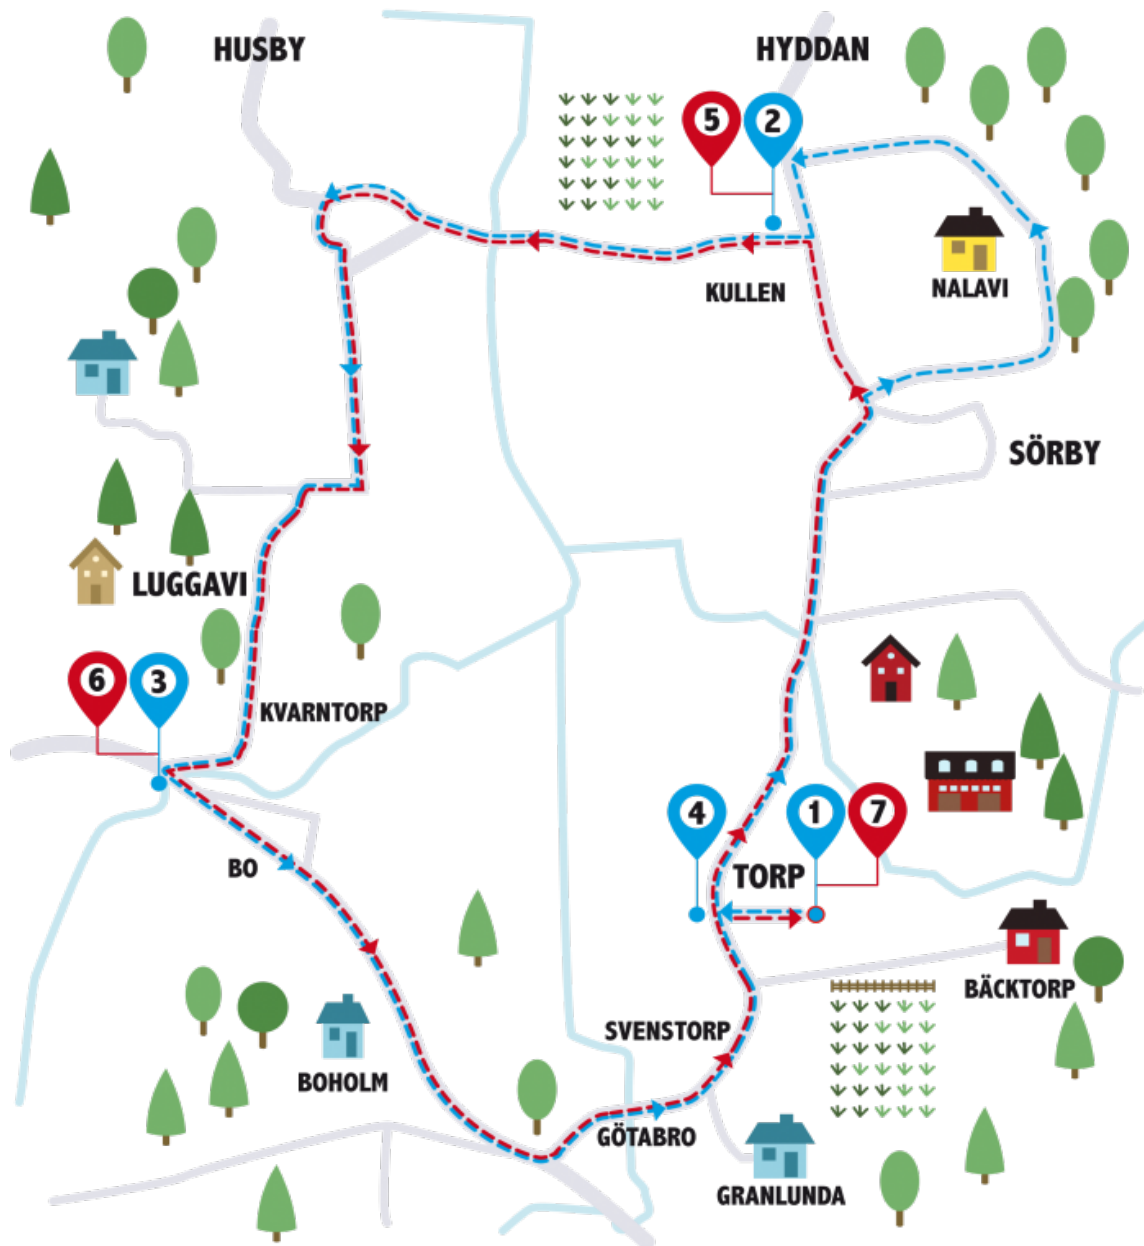 HUSBY
HYDDAN
5
2
NALAVI
KULLEN
SÖRBY
LUGGAVI
6
3
KVARNTORP
4
1
7
BO
TORP
BÄCKTORP
SVENSTORP
BOHOLM
GÖTABRO
GRANLUNDA